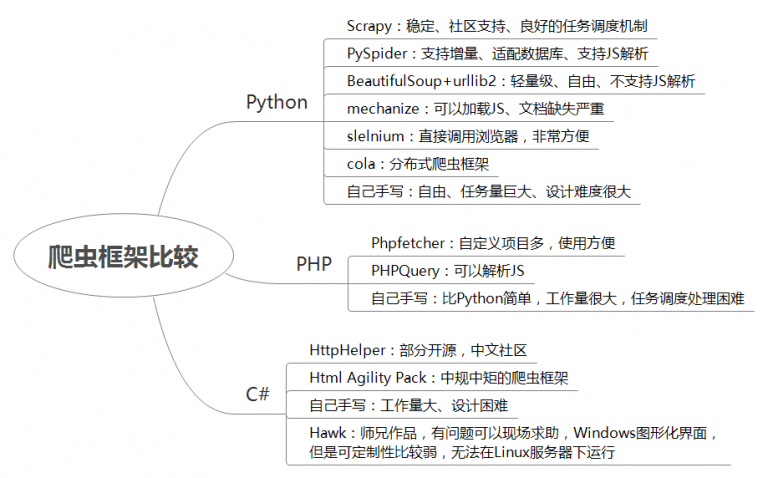 爬虫框架比较
Python
Scrapy：稳定、社区支持、良好的任务调度机制
PySpider：支持增量、适配数据库、支持JS解析
BeautifulSoup+urllib2：轻量级、自由、不支持JS解析
mechanize：可以加载JS、文档缺失严重
slelnium：直接调用浏览器，非常方便
cola：分布式爬虫框架
自己手写：自由、任务量巨大、设计难度很大
PHP
Phpfetcher：自定义项目多，使用方便
PHPQuery：可以解析JS
自己手写：比Python简单，工作量很大，任务调度处理困难
C#
HttpHelper：部分开源，中文社区
Html Agility Pack：中规中矩的爬虫框架
自己手写：工作量大、设计困难
Hawk：师兄作品，有问题可以现场求助，Windows图形化界面，
但是可定制性比较弱，无法在Linux服务器下运行